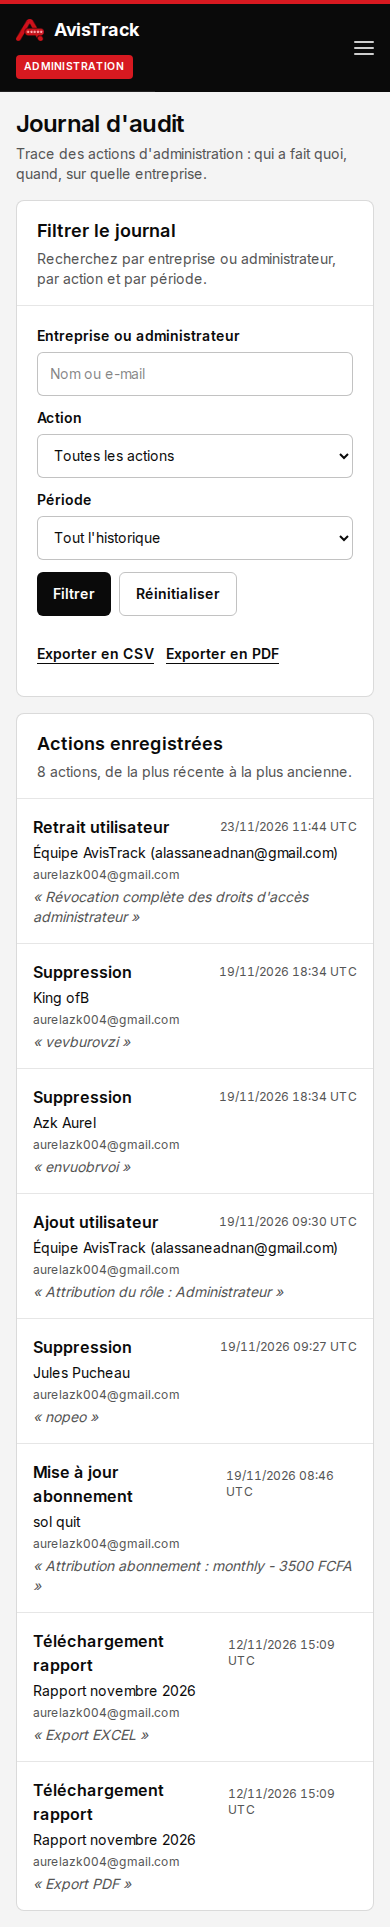 AvisTrack
ADMINISTRATION
Journal d'audit
Trace des actions d'administration : qui a fait quoi,
quand, sur quelle entreprise.
Filtrer le journal
Recherchez par entreprise ou administrateur,
par action et par période.
Entreprise ou administrateur
Nom ou e-mail
Action
Toutes les actions
Période
Tout l'historique
Filtrer Réinitialiser
Exporter en CSV Exporter en PDF
Actions enregistrées
8 actions, de la plus récente à la plus ancienne.
Retrait utilisateur 23/11/2026 11:44 UTC
Équipe AvisTrack (alassaneadnan@gmail.com)
aurelazk004@gmail.com
« Révocation complète des droits d'accès
administrateur »
Suppression 19/11/2026 18:34 UTC
King ofB
aurelazk004@gmail.com
« vevburovzi »
Suppression 19/11/2026 18:34 UTC
Azk Aurel
aurelazk004@gmail.com
« envuobrvoi »
Ajout utilisateur 19/11/2026 09:30 UTC
Équipe AvisTrack (alassaneadnan@gmail.com)
aurelazk004@gmail.com
« Attribution du rôle : Administrateur »
Suppression 19/11/2026 09:27 UTC
Jules Pucheau
aurelazk004@gmail.com
« nopeo »
Mise à jour
abonnement
19/11/2026 08:46
UTC
sol quit
aurelazk004@gmail.com
« Attribution abonnement : monthly - 3500 FCFA
»
Téléchargement
rapport
12/11/2026 15:09
UTC
Rapport novembre 2026
aurelazk004@gmail.com
« Export EXCEL »
Téléchargement
rapport
12/11/2026 15:09
UTC
Rapport novembre 2026
aurelazk004@gmail.com
« Export PDF »